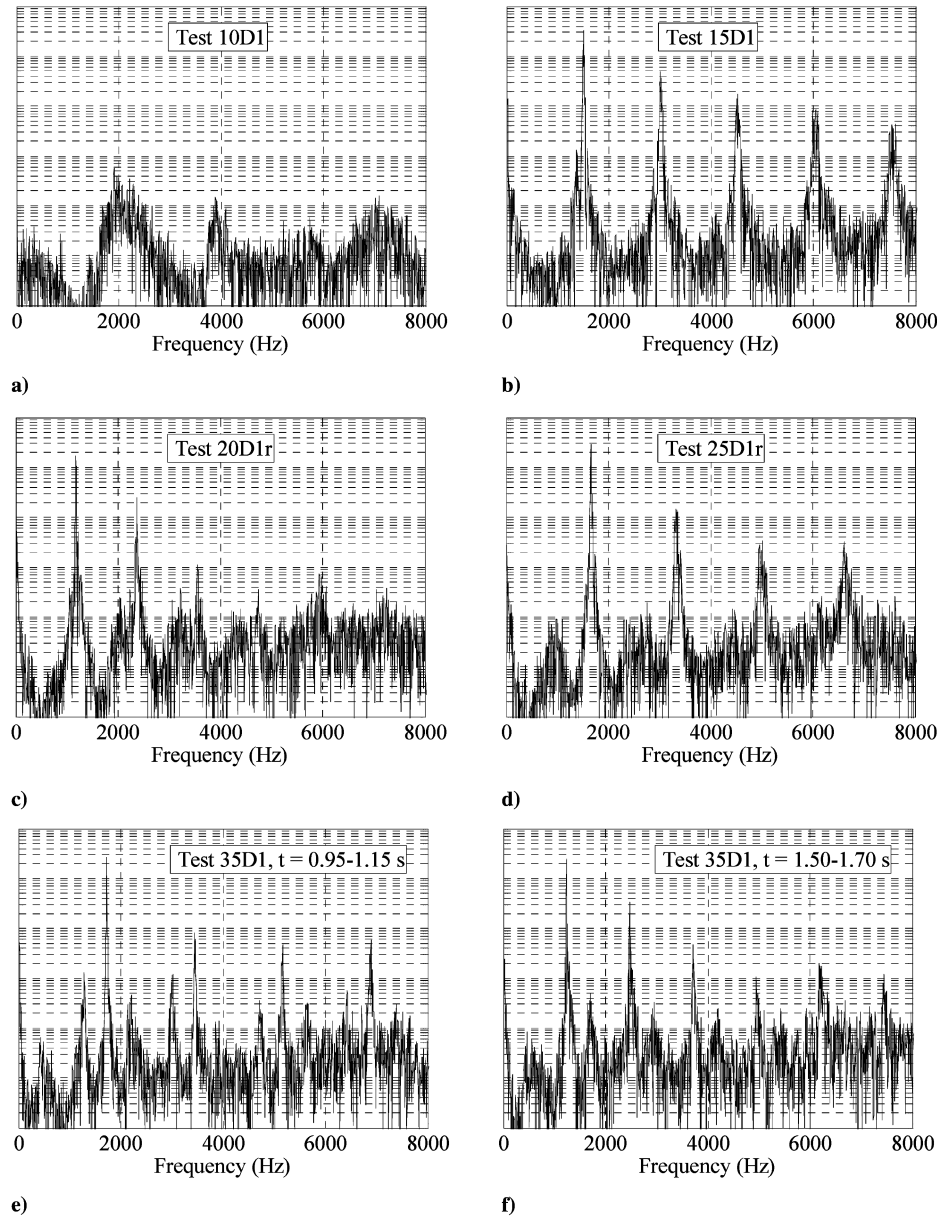 Test 10D1
Test 15D1
0 2000 4000 6000 8000
0 2000 4000 6000 8000
Frequency (Hz)
Frequency (Hz)
a)
b)
Test 20D1r
Test 25D1r
0 2000 4000 6000 8000
0 2000 4000 6000 8000
Frequency (Hz)
Frequency (Hz)
c)
d)
Test 35D1, t = 0.95-1.15 s
Test 35D1, t = 1.50-1.70 s
0 2000 4000 6000 8000
0 2000 4000 6000 8000
Frequency (Hz)
Frequency (Hz)
e)
f)